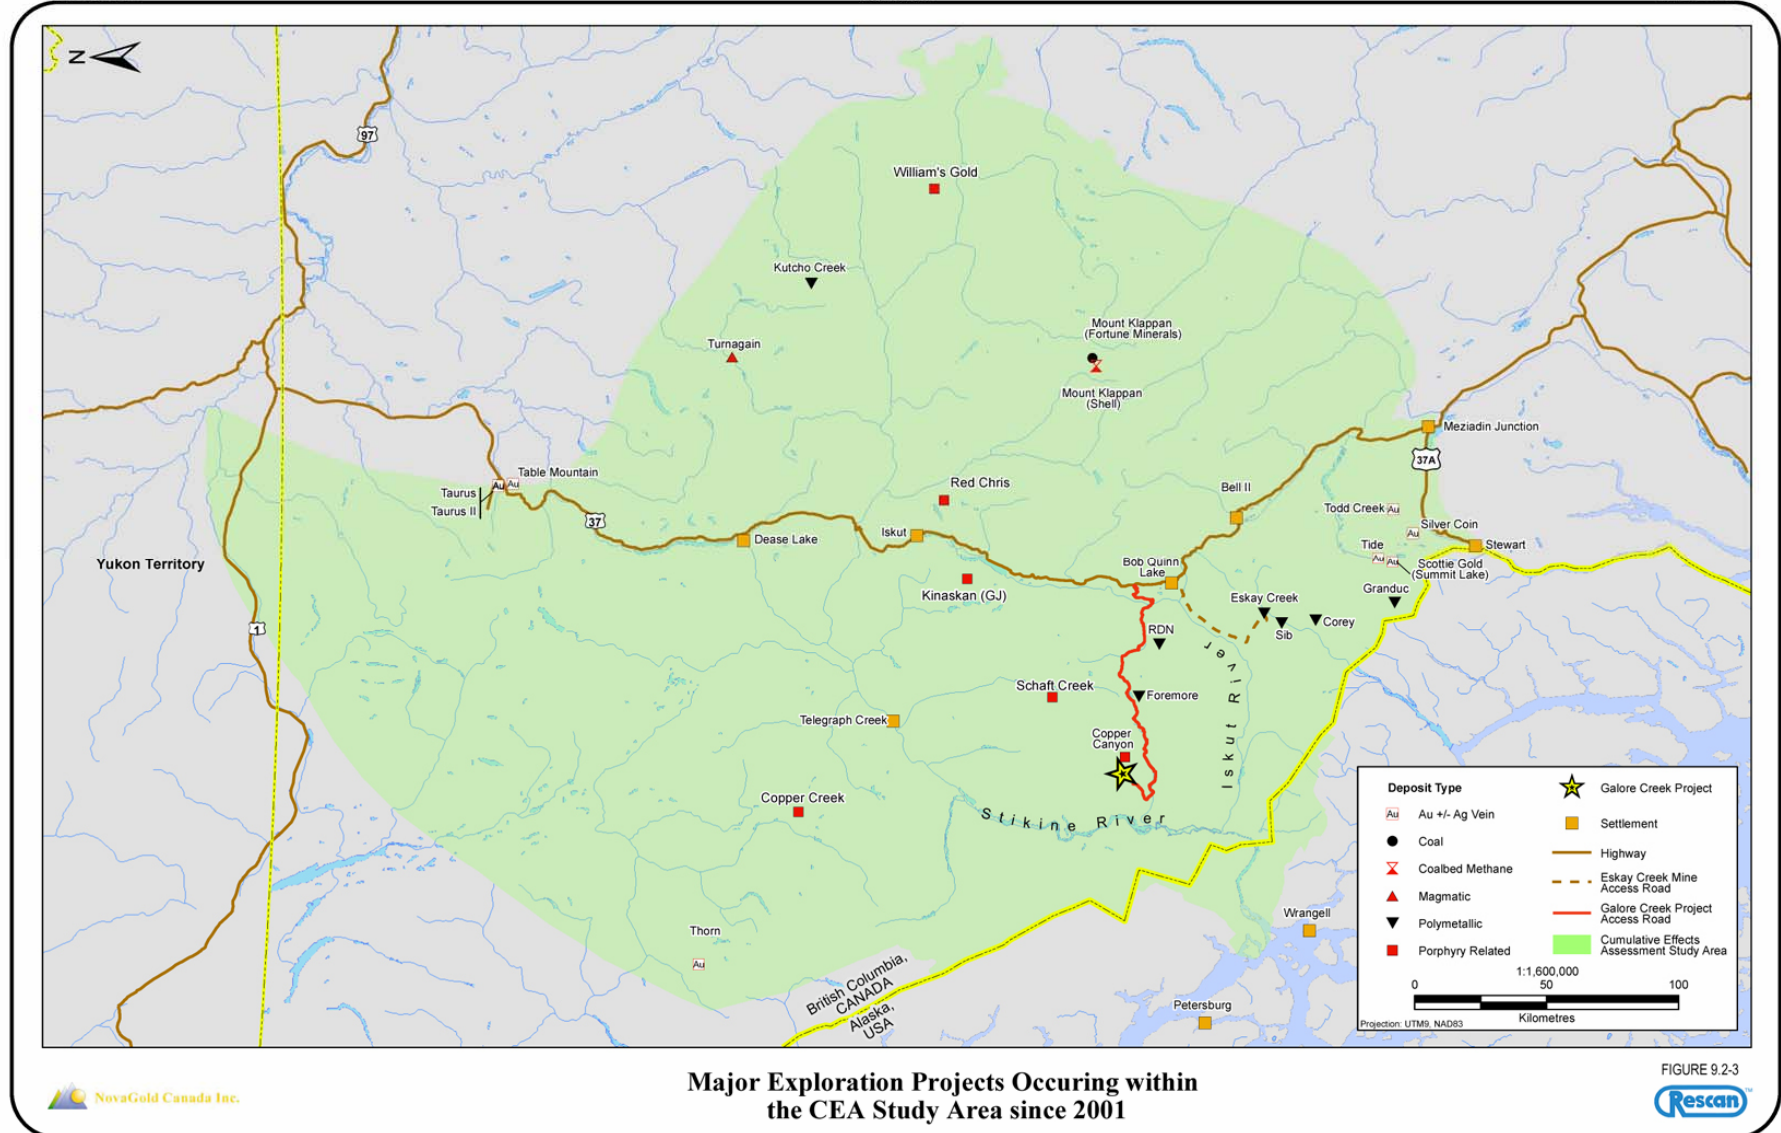 N
97
William's Gold
Kutcho Creek
Mount Klappan
(Fortune Minerals)
Turnagain
Mount Klappan
(Shell)
Meziadin Junction
37A
Table Mountain
Au
Au
Taurus
Taurus II
Red Chris
Bell II
Todd Creek
Au
37
Silver Coin
Au
Iskut
Dease Lake
Tide
Au
Au
Stewart
Bob Quinn
Lake
Scottie Gold
(Summit Lake)
Yukon Territory
Kinaskan (GJ)
Granduc
Eskay Creek
Corey
Sib
1
RDN
Schaft Creek
Foremore
Iskut River
Telegraph Creek
Copper
Canyon
Copper Creek
Stikine River
Thorn
Au
Wrangell
British Columbia,
CANADA
Alaska,
USA
Petersburg
Deposit Type
Au
Au +/- Ag Vein
Coal
Coalbed Methane
Magmatic
Polymetallic
Porphyry Related
Galore Creek Project
Settlement
Highway
Eskay Creek Mine
Access Road
Galore Creek Project
Access Road
Cumulative Effects
Assessment Study Area
1:1,600,000
0 50 100
Kilometres
Projection: UTM9, NAD83
NovaGold Canada Inc.
Major Exploration Projects Occuring within
the CEA Study Area since 2001
FIGURE 9.2-3
Rescan™